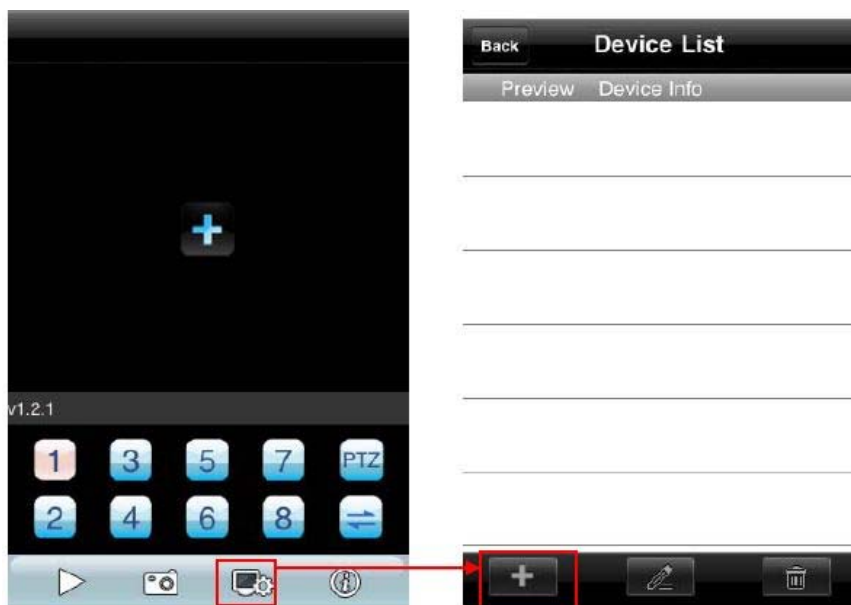 v1.2.1
1 3 5 7 PTZ
2 4 6 8
Back Device List
Preview Device Info